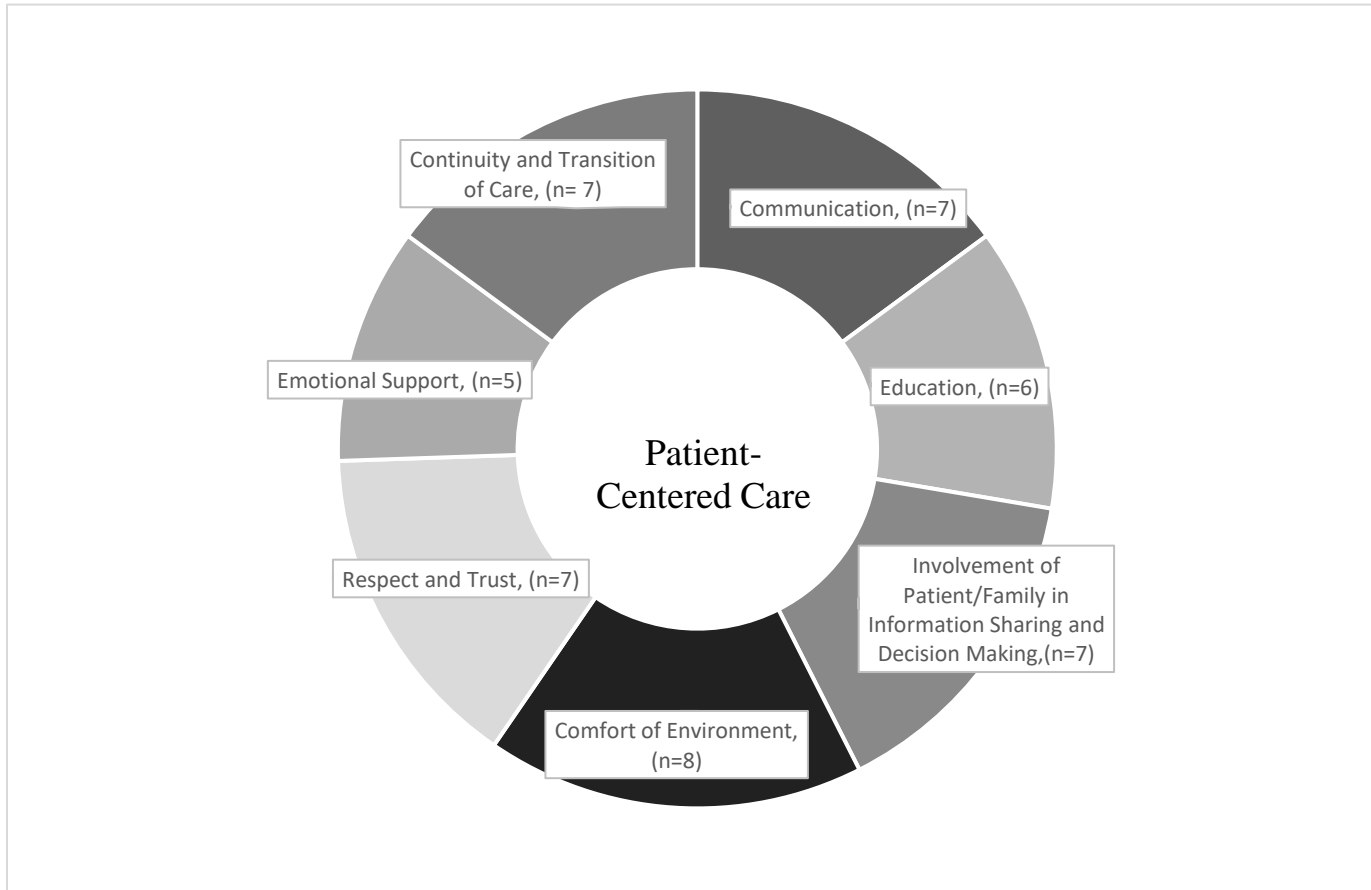 Continuity and Transition
of Care, (n= 7)
Communication, (n=7)
Emotional Support, (n=5)
Education, (n=6)
Patient-
Centered Care
Respect and Trust, (n=7)
Involvement of
Patient/Family in
Information Sharing and
Decision Making,(n=7)
Comfort of Environment,
(n=8)